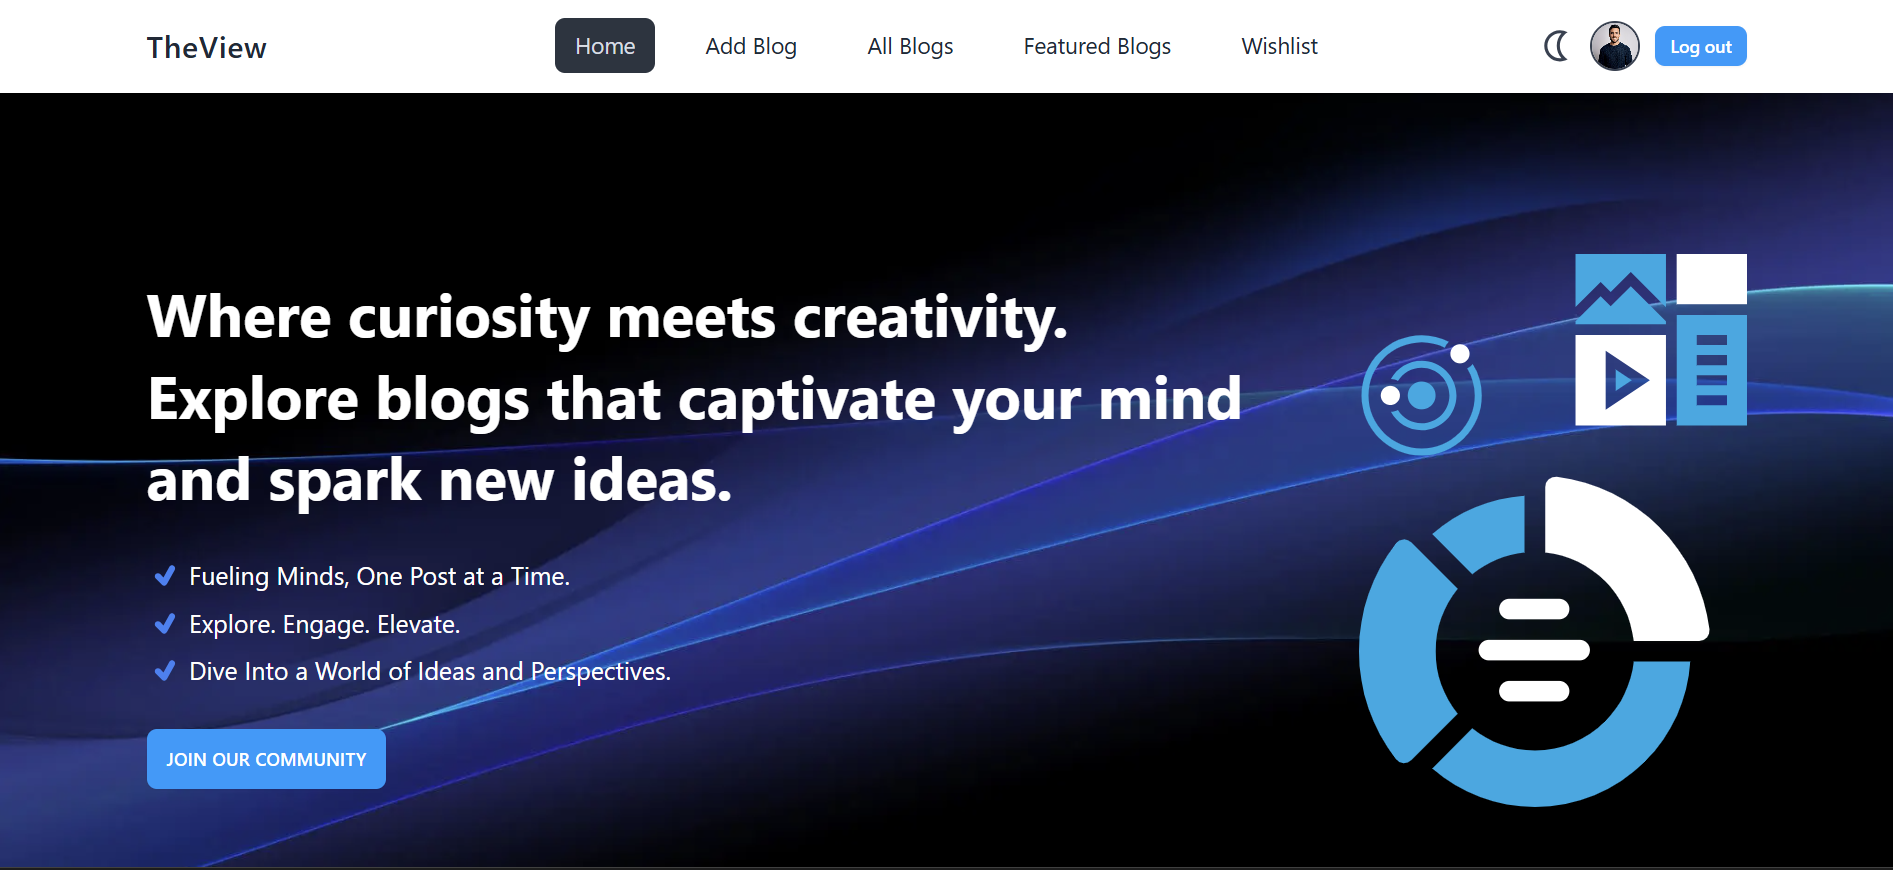 TheView
Home
Add Blog
All Blogs
Featured Blogs
Wishlist
Log out
Where curiosity meets creativity.
Explore blogs that captivate your mind
and spark new ideas.
Fueling Minds, One Post at a Time.
Explore. Engage. Elevate.
Dive Into a World of Ideas and Perspectives.
JOIN OUR COMMUNITY